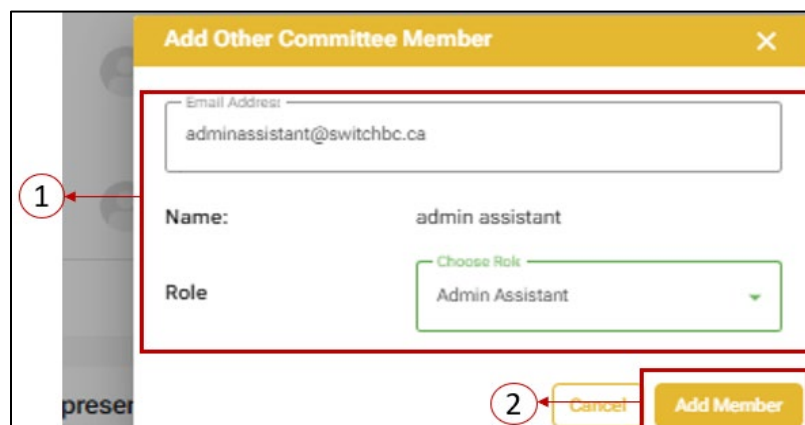 Add Other Committee Member
Email Address
adminassistant@switchbc.ca
1
Name: admin assistant
Choose Role
Role Admin Assistant
preser
2 Cancel Add Member